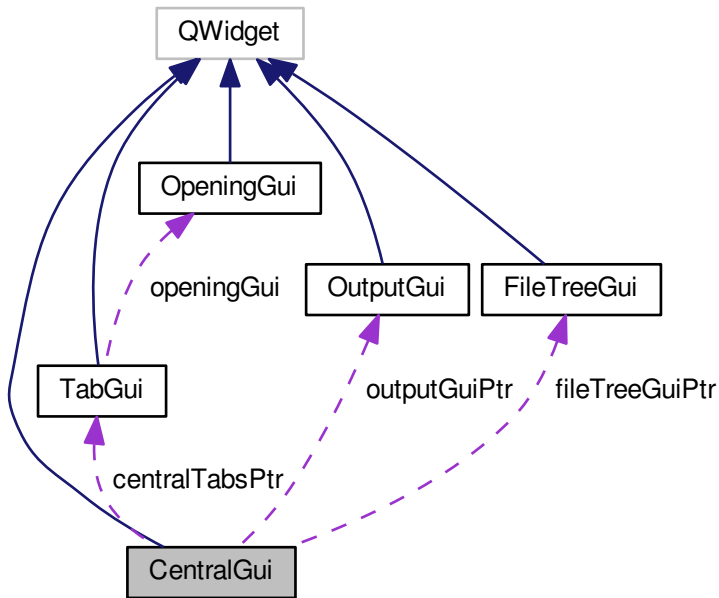 QWidget
OpeningGui
openingGui
OutputGui
FileTreeGui
TabGui
outputGuiPtr
fileTreeGuiPtr
centralTabsPtr
CentralGui